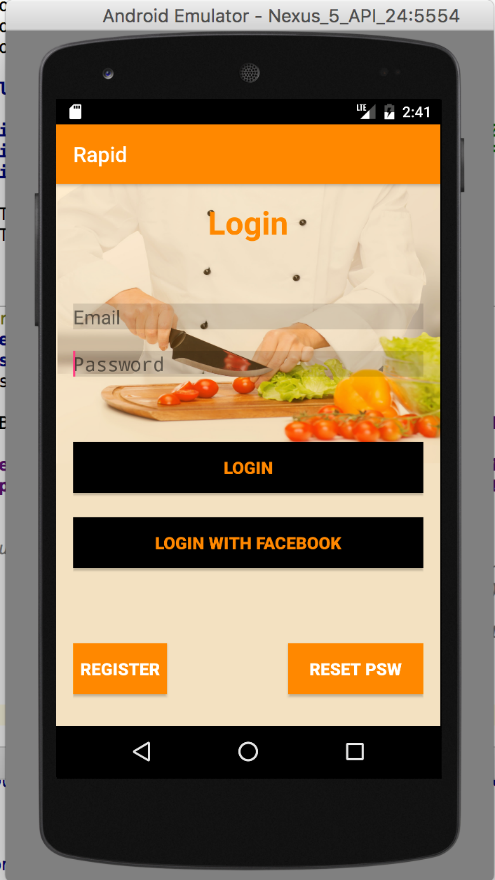 Android Emulator - Nexus_5_API_24:5554
LTE 2:41
Rapid
Login
Email
Password
LOGIN
LOGIN WITH FACEBOOK
REGISTER
RESET PSW